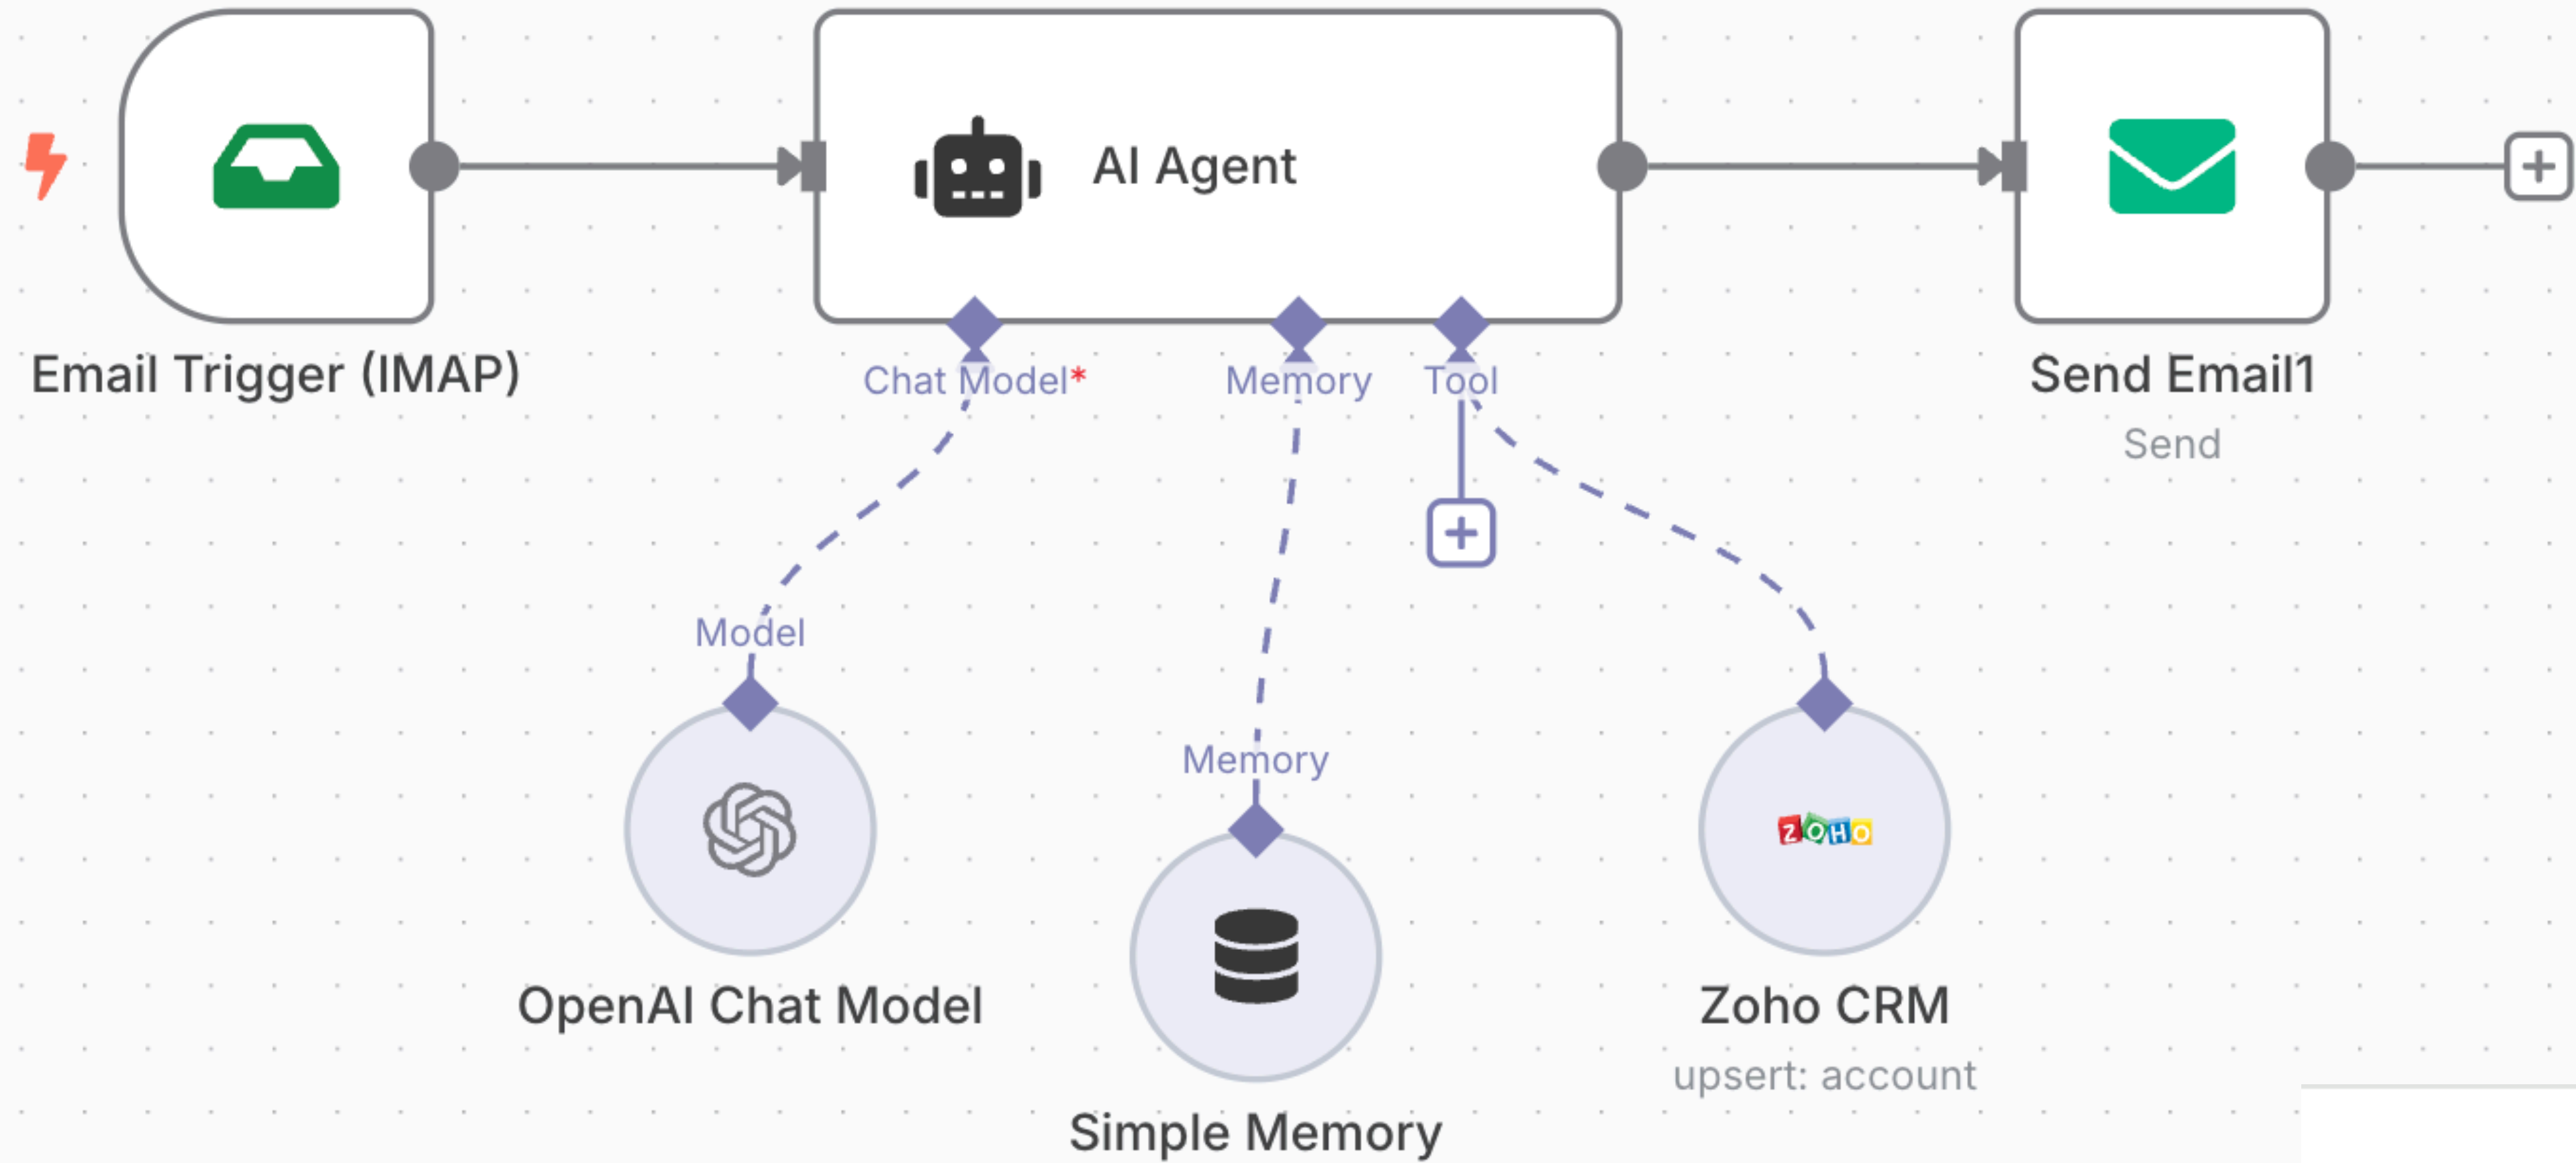 AI Agent
Email Trigger (IMAP)
Chat Model*
Memory
Tool
Send Email1
Send
Model
Memory
ZOHO
OpenAI Chat Model
Zoho CRM
upsert: account
Simple Memory